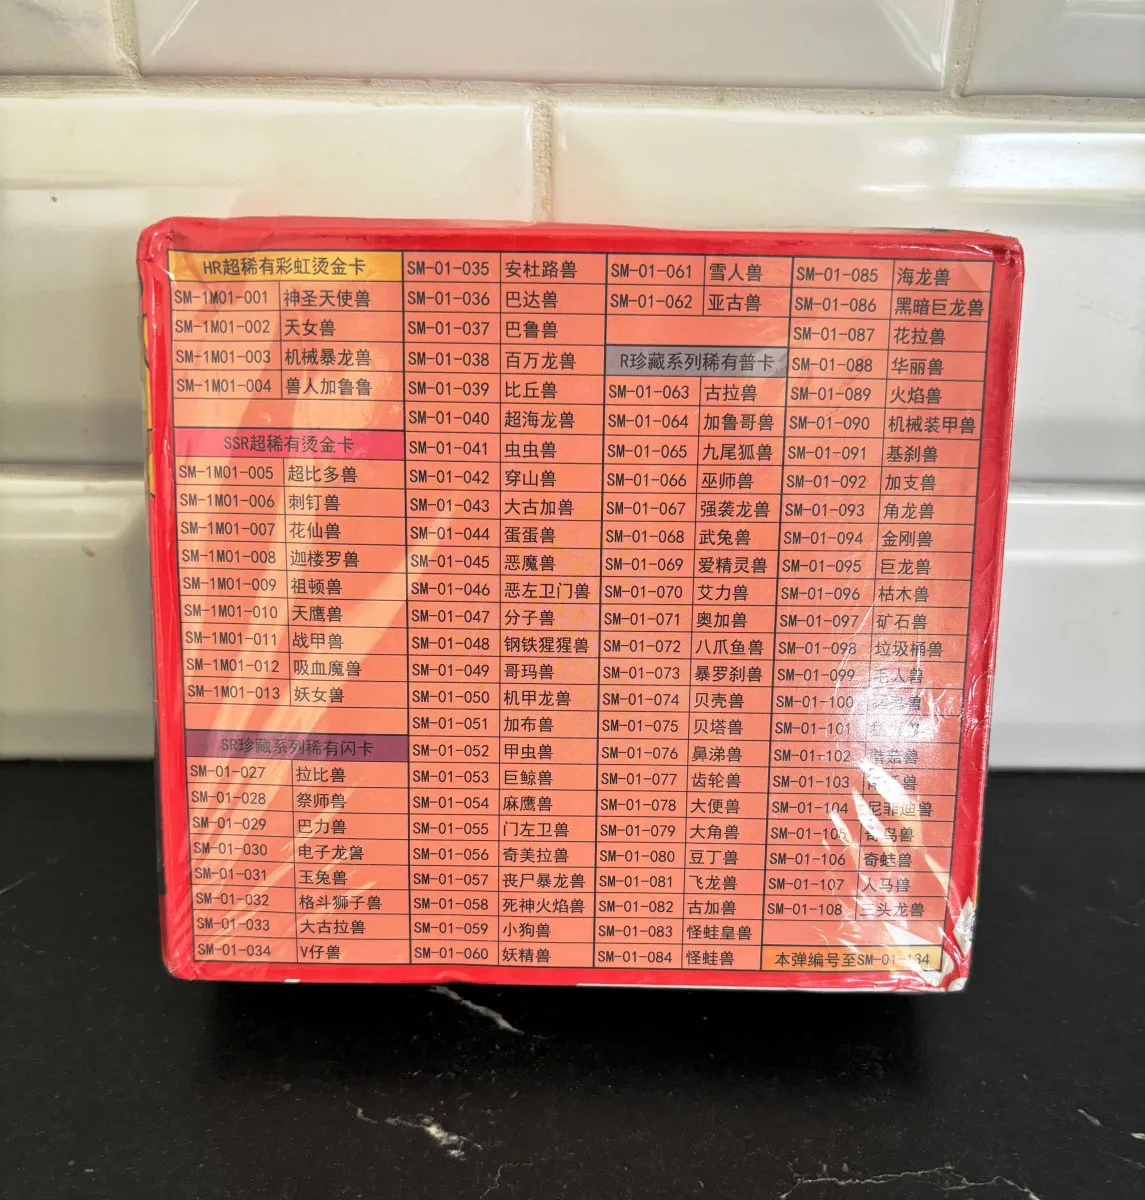 HR超稀有彩虹烫金卡
SM-1M01-001 神圣天使兽
SM-1M01-002 天女兽
SM-1M01-003 机械暴龙兽
SM-1M01-004 兽人加鲁鲁
SSR超稀有烫金卡
SM-1M01-005 超比多兽
SM-1M01-006 刺钉兽
SM-1M01-007 花仙兽
SM-1M01-008 迦楼罗兽
SM-1M01-009 祖顿兽
SM-1M01-010 天鹰兽
SM-1M01-011 战甲兽
SM-1M01-012 吸血魔兽
SM-1M01-013 妖女兽
SR珍藏系列稀有闪卡
SM-01-027 拉比兽
SM-01-028 祭师兽
SM-01-029 巴力兽
SM-01-030 电子龙兽
SM-01-031 玉兔兽
SM-01-032 格斗狮子兽
SM-01-033 大古拉兽
SM-01-034 V仔兽
SM-01-035 安杜路兽
SM-01-036 巴达兽
SM-01-037 巴鲁兽
SM-01-038 百万龙兽
SM-01-039 比丘兽
SM-01-040 超海龙兽
SM-01-041 虫虫兽
SM-01-042 穿山兽
SM-01-043 大古加兽
SM-01-044 蛋蛋兽
SM-01-045 恶魔兽
SM-01-046 恶左卫门兽
SM-01-047 分子兽
SM-01-048 钢铁猩猩兽
SM-01-049 哥玛兽
SM-01-050 机甲龙兽
SM-01-051 加布兽
SM-01-052 甲虫兽
SM-01-053 巨鲸兽
SM-01-054 麻鹰兽
SM-01-055 门左卫兽
SM-01-056 奇美拉兽
SM-01-057 丧尸暴龙兽
SM-01-058 死神火焰兽
SM-01-059 小狗兽
SM-01-060 妖精兽
SM-01-061 雪人兽
SM-01-062 亚古兽
R珍藏系列稀有普卡
SM-01-063 古拉兽
SM-01-064 加鲁哥兽
SM-01-065 九尾狐兽
SM-01-066 巫师兽
SM-01-067 强袭龙兽
SM-01-068 武兔兽
SM-01-069 爱精灵兽
SM-01-070 艾力兽
SM-01-071 奥加兽
SM-01-072 八爪鱼兽
SM-01-073 暴罗刹兽
SM-01-074 贝壳兽
SM-01-075 贝塔兽
SM-01-076 鼻涕兽
SM-01-077 齿轮兽
SM-01-078 大便兽
SM-01-079 大角兽
SM-01-080 豆丁兽
SM-01-081 飞龙兽
SM-01-082 古加兽
SM-01-083 怪蛙皇兽
SM-01-084 怪蛙兽
SM-01-085 海龙兽
SM-01-086 黑暗巨龙兽
SM-01-087 花拉兽
SM-01-088 华丽兽
SM-01-089 火焰兽
SM-01-090 机械装甲兽
SM-01-091 基刹兽
SM-01-092 加支兽
SM-01-093 角龙兽
SM-01-094 金刚兽
SM-01-095 巨龙兽
SM-01-096 枯木兽
SM-01-097 矿石兽
SM-01-098 垃圾桶兽
SM-01-099 毛人兽
SM-01-100
SM-01-101
SM-01-102 蘑菇兽
SM-01-103
SM-01-104 尼菲迪兽
SM-01-105 奇鸟兽
SM-01-106 奇蛙兽
SM-01-107 人马兽
SM-01-108 三头龙兽
本弹编号至SM-01-134